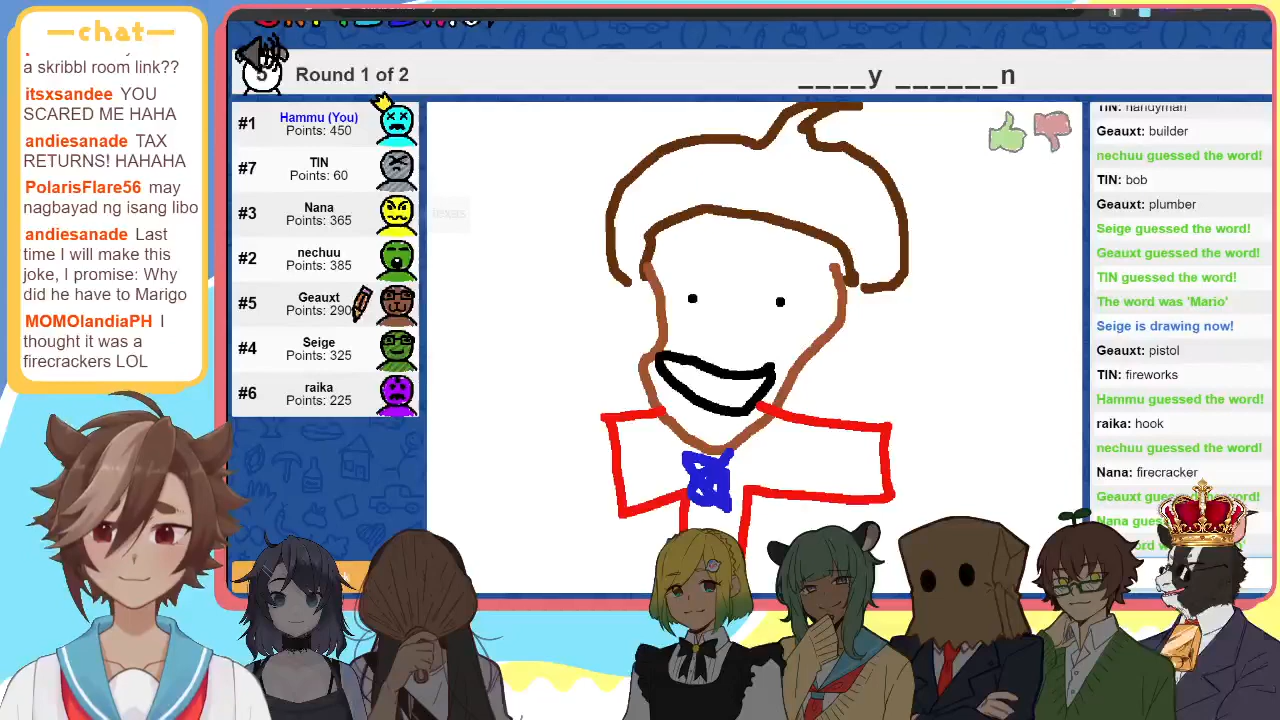 chat
a skribbl room link??
itsxsandee YOU
SCARED ME HAHA
andiesanade TAX
RETURNS! HAHAHA
PolarisFlare56 may
nagbayad ng isang libo
andiesanade Last
time I will make this
joke, I promise: Why
did he have to Marigo
MOMOlandiaPH I
thought it was a
firecrackers LOL
5
Round 1 of 2
____y ______n
#1 Hammu (You)
Points: 450
#7 TIN
Points: 60
#3 Nana
Points: 365
#2 nechuu
Points: 385
#5 Geauxt
Points: 290
#4 Seige
Points: 325
#6 raika
Points: 225
TIN: handyman
Geauxt: builder
nechuu guessed the word!
TIN: bob
Geauxt: plumber
Seige guessed the word!
Geauxt guessed the word!
TIN guessed the word!
The word was 'Mario'
Seige is drawing now!
Geauxt: pistol
TIN: fireworks
Hammu guessed the word!
raika: hook
nechuu guessed the word!
Nana: firecracker